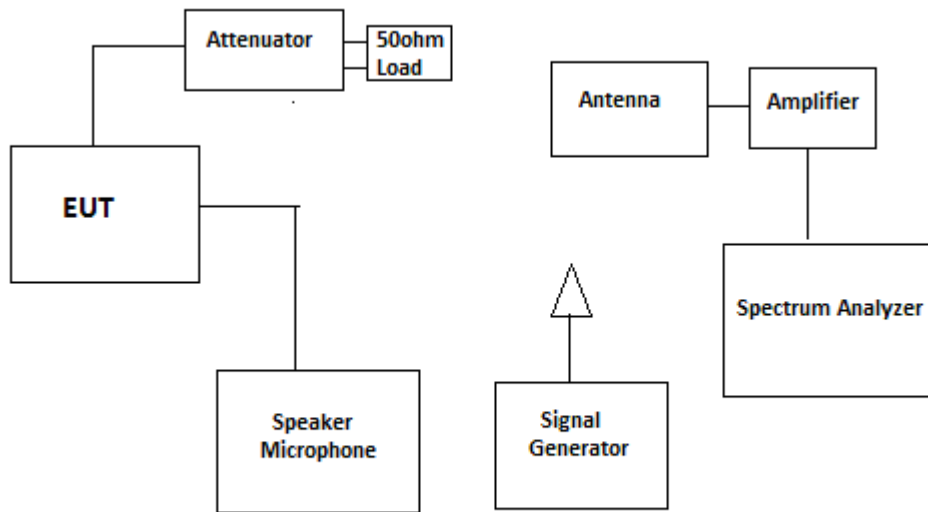 Attenuator
50ohm
Load
Antenna
Amplifier
EUT
Spectrum Analyzer
Speaker
Microphone
Signal
Generator